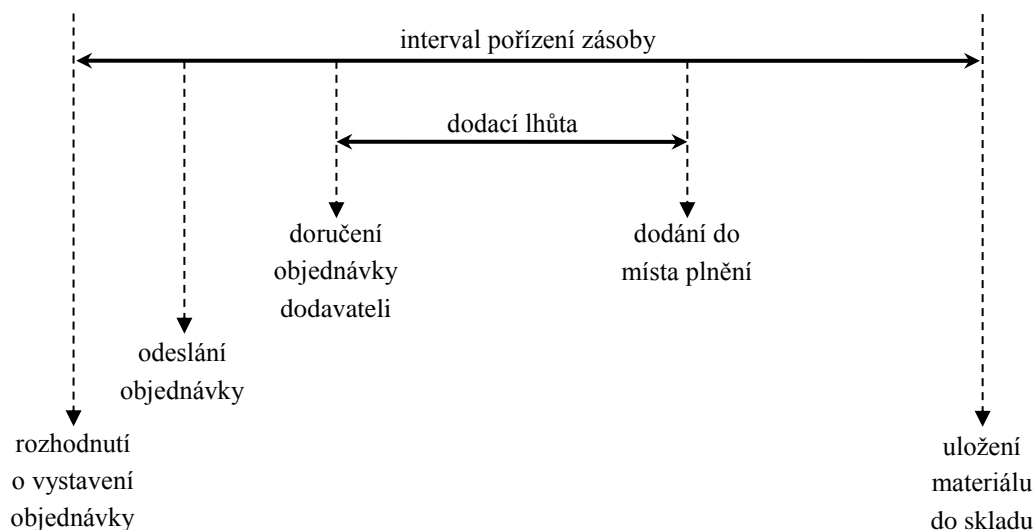 interval pořízení zásoby
dodací lhůta
doručení
objednávky
dodavateli
dodání do
místa plnění
odeslání
objednávky
rozhodnutí
o vystavení
objednávky
uložení
materiálu
do skladu